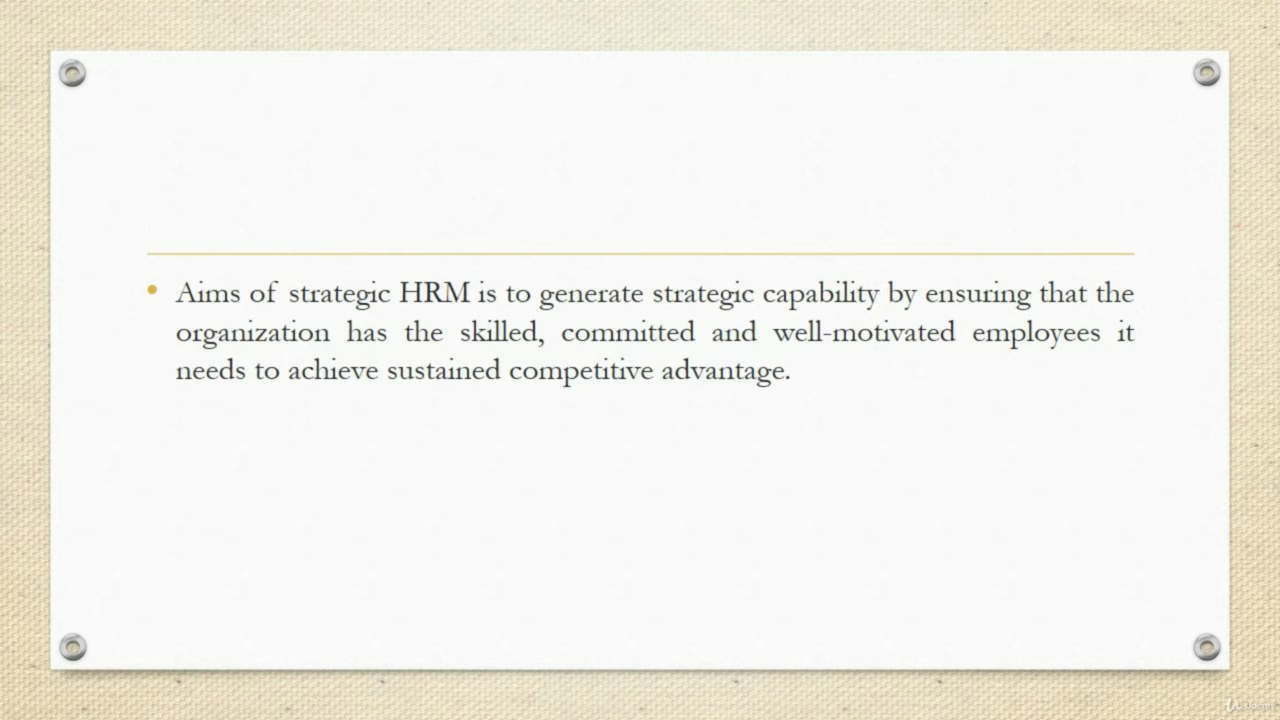 • Aims of strategic HRM is to generate strategic capability by ensuring that the
organization has the skilled, committed and well-motivated employees it
needs to achieve sustained competitive advantage.